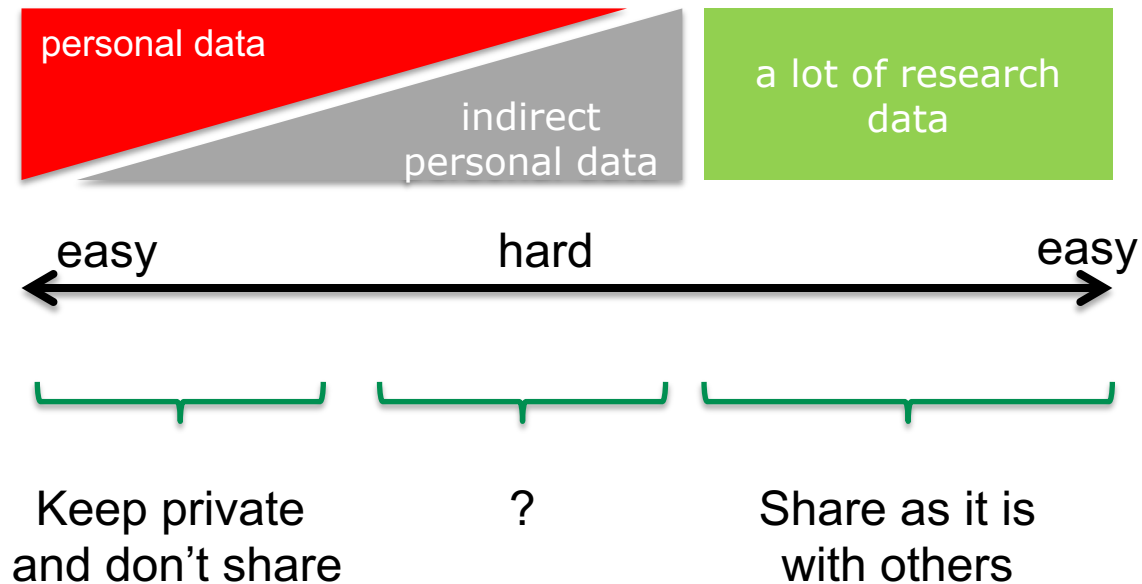 personal data
indirect
personal data
a lot of research
data
easy
hard
easy
Keep private
and don’t share
?
Share as it is
with others